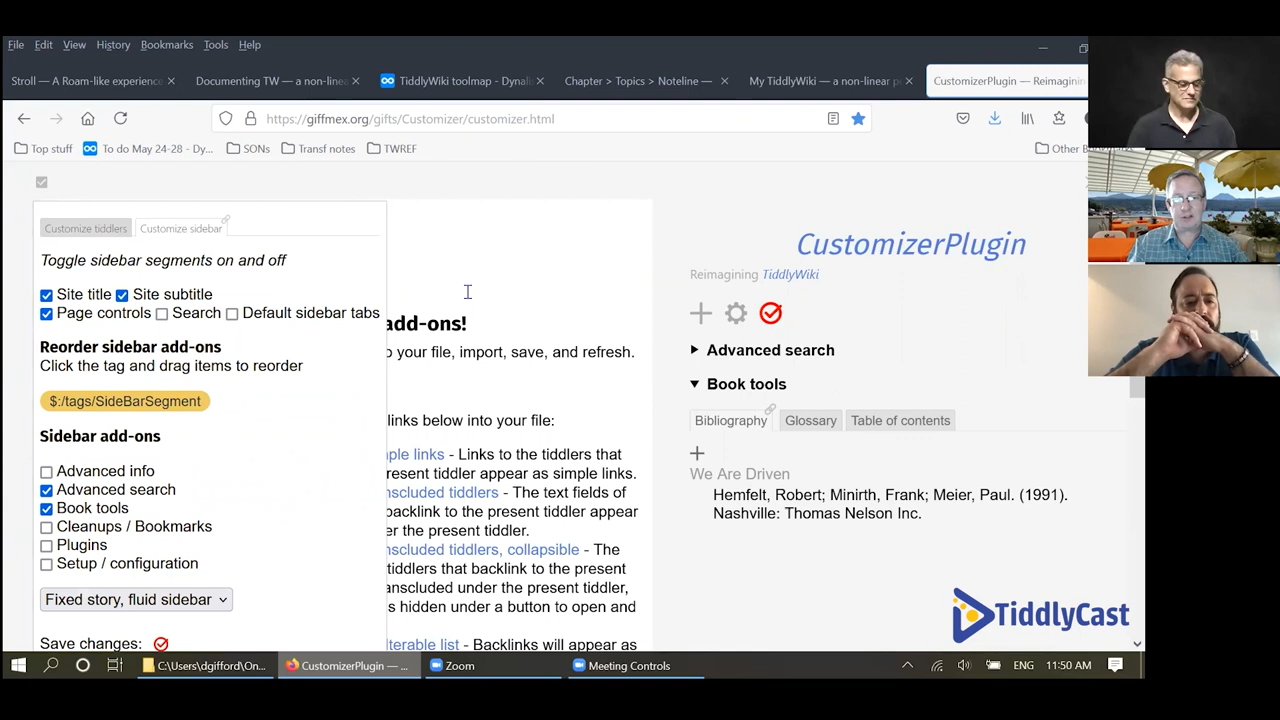 File Edit View History Bookmarks Tools Help
Stroll — A Roam-like experience
Documenting TW — a non-line
TiddlyWiki toolmap - Dynali
Chapter > Topics > Noteline —
My TiddlyWiki — a non-linear p
CustomizerPlugin — Reimagini
https://giffmex.org/gifts/Customizer/customizer.html
Top stuff To do May 24-28 - Dy... SONs Transf notes TWREF Other Bookmarks
Customize tiddlers Customize sidebar
Toggle sidebar segments on and off
Site title Site subtitle
Page controls Search Default sidebar tabs
Reorder sidebar add-ons
Click the tag and drag items to reorder
$:/tags/SideBarSegment
Sidebar add-ons
Advanced info
Advanced search
Book tools
Cleanups / Bookmarks
Plugins
Setup / configuration
Fixed story, fluid sidebar
Save changes:
add-ons!
o your file, import, save, and refresh.
links below into your file:
ple links - Links to the tiddlers that
resent tiddler appear as simple links.
nscluded tiddlers - The text fields of
backlink to the present tiddler appear
er the present tiddler.
nscluded tiddlers, collapsible - The
tiddlers that backlink to the present
anscluded under the present tiddler,
s hidden under a button to open and
lterable list - Backlinks will appear as
CustomizerPlugin
Reimagining TiddlyWiki
Advanced search
Book tools
Bibliography Glossary Table of contents
We Are Driven
Hemfelt, Robert; Minirth, Frank; Meier, Paul. (1991).
Nashville: Thomas Nelson Inc.
TiddlyCast
C:\Users\dgifford\On...
CustomizerPlugin — ...
Zoom
Meeting Controls
ENG 11:50 AM